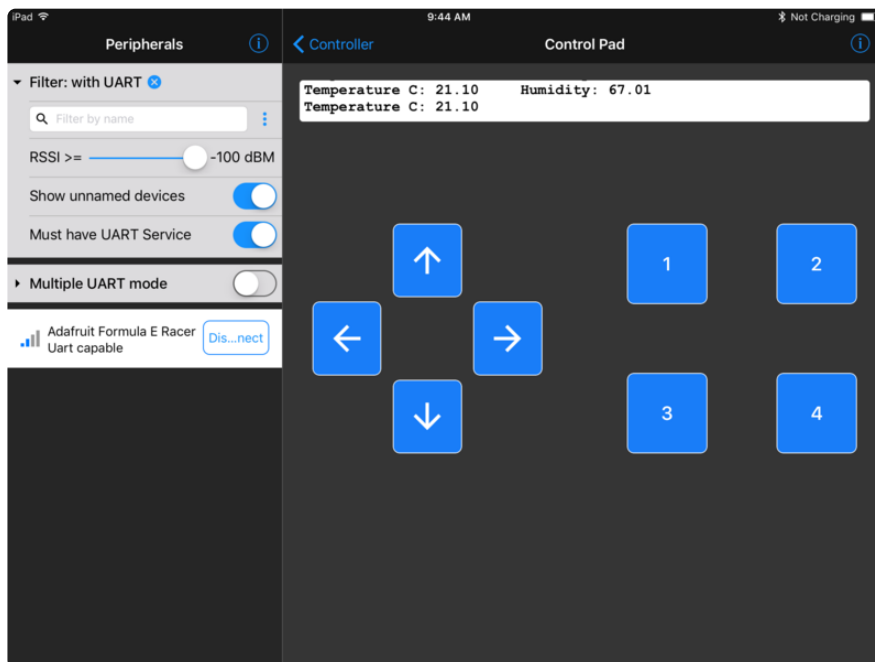 iPad 9:44 AM Not Charging
Peripherals
Controller Control Pad
Filter: with UART
Filter by name
RSSI >= -100 dBM
Show unnamed devices
Must have UART Service
Multiple UART mode
Adafruit Formula E Racer
Uart capable
Dis...nect
Temperature C: 21.10 Humidity: 67.01
Temperature C: 21.10
1 2
3 4